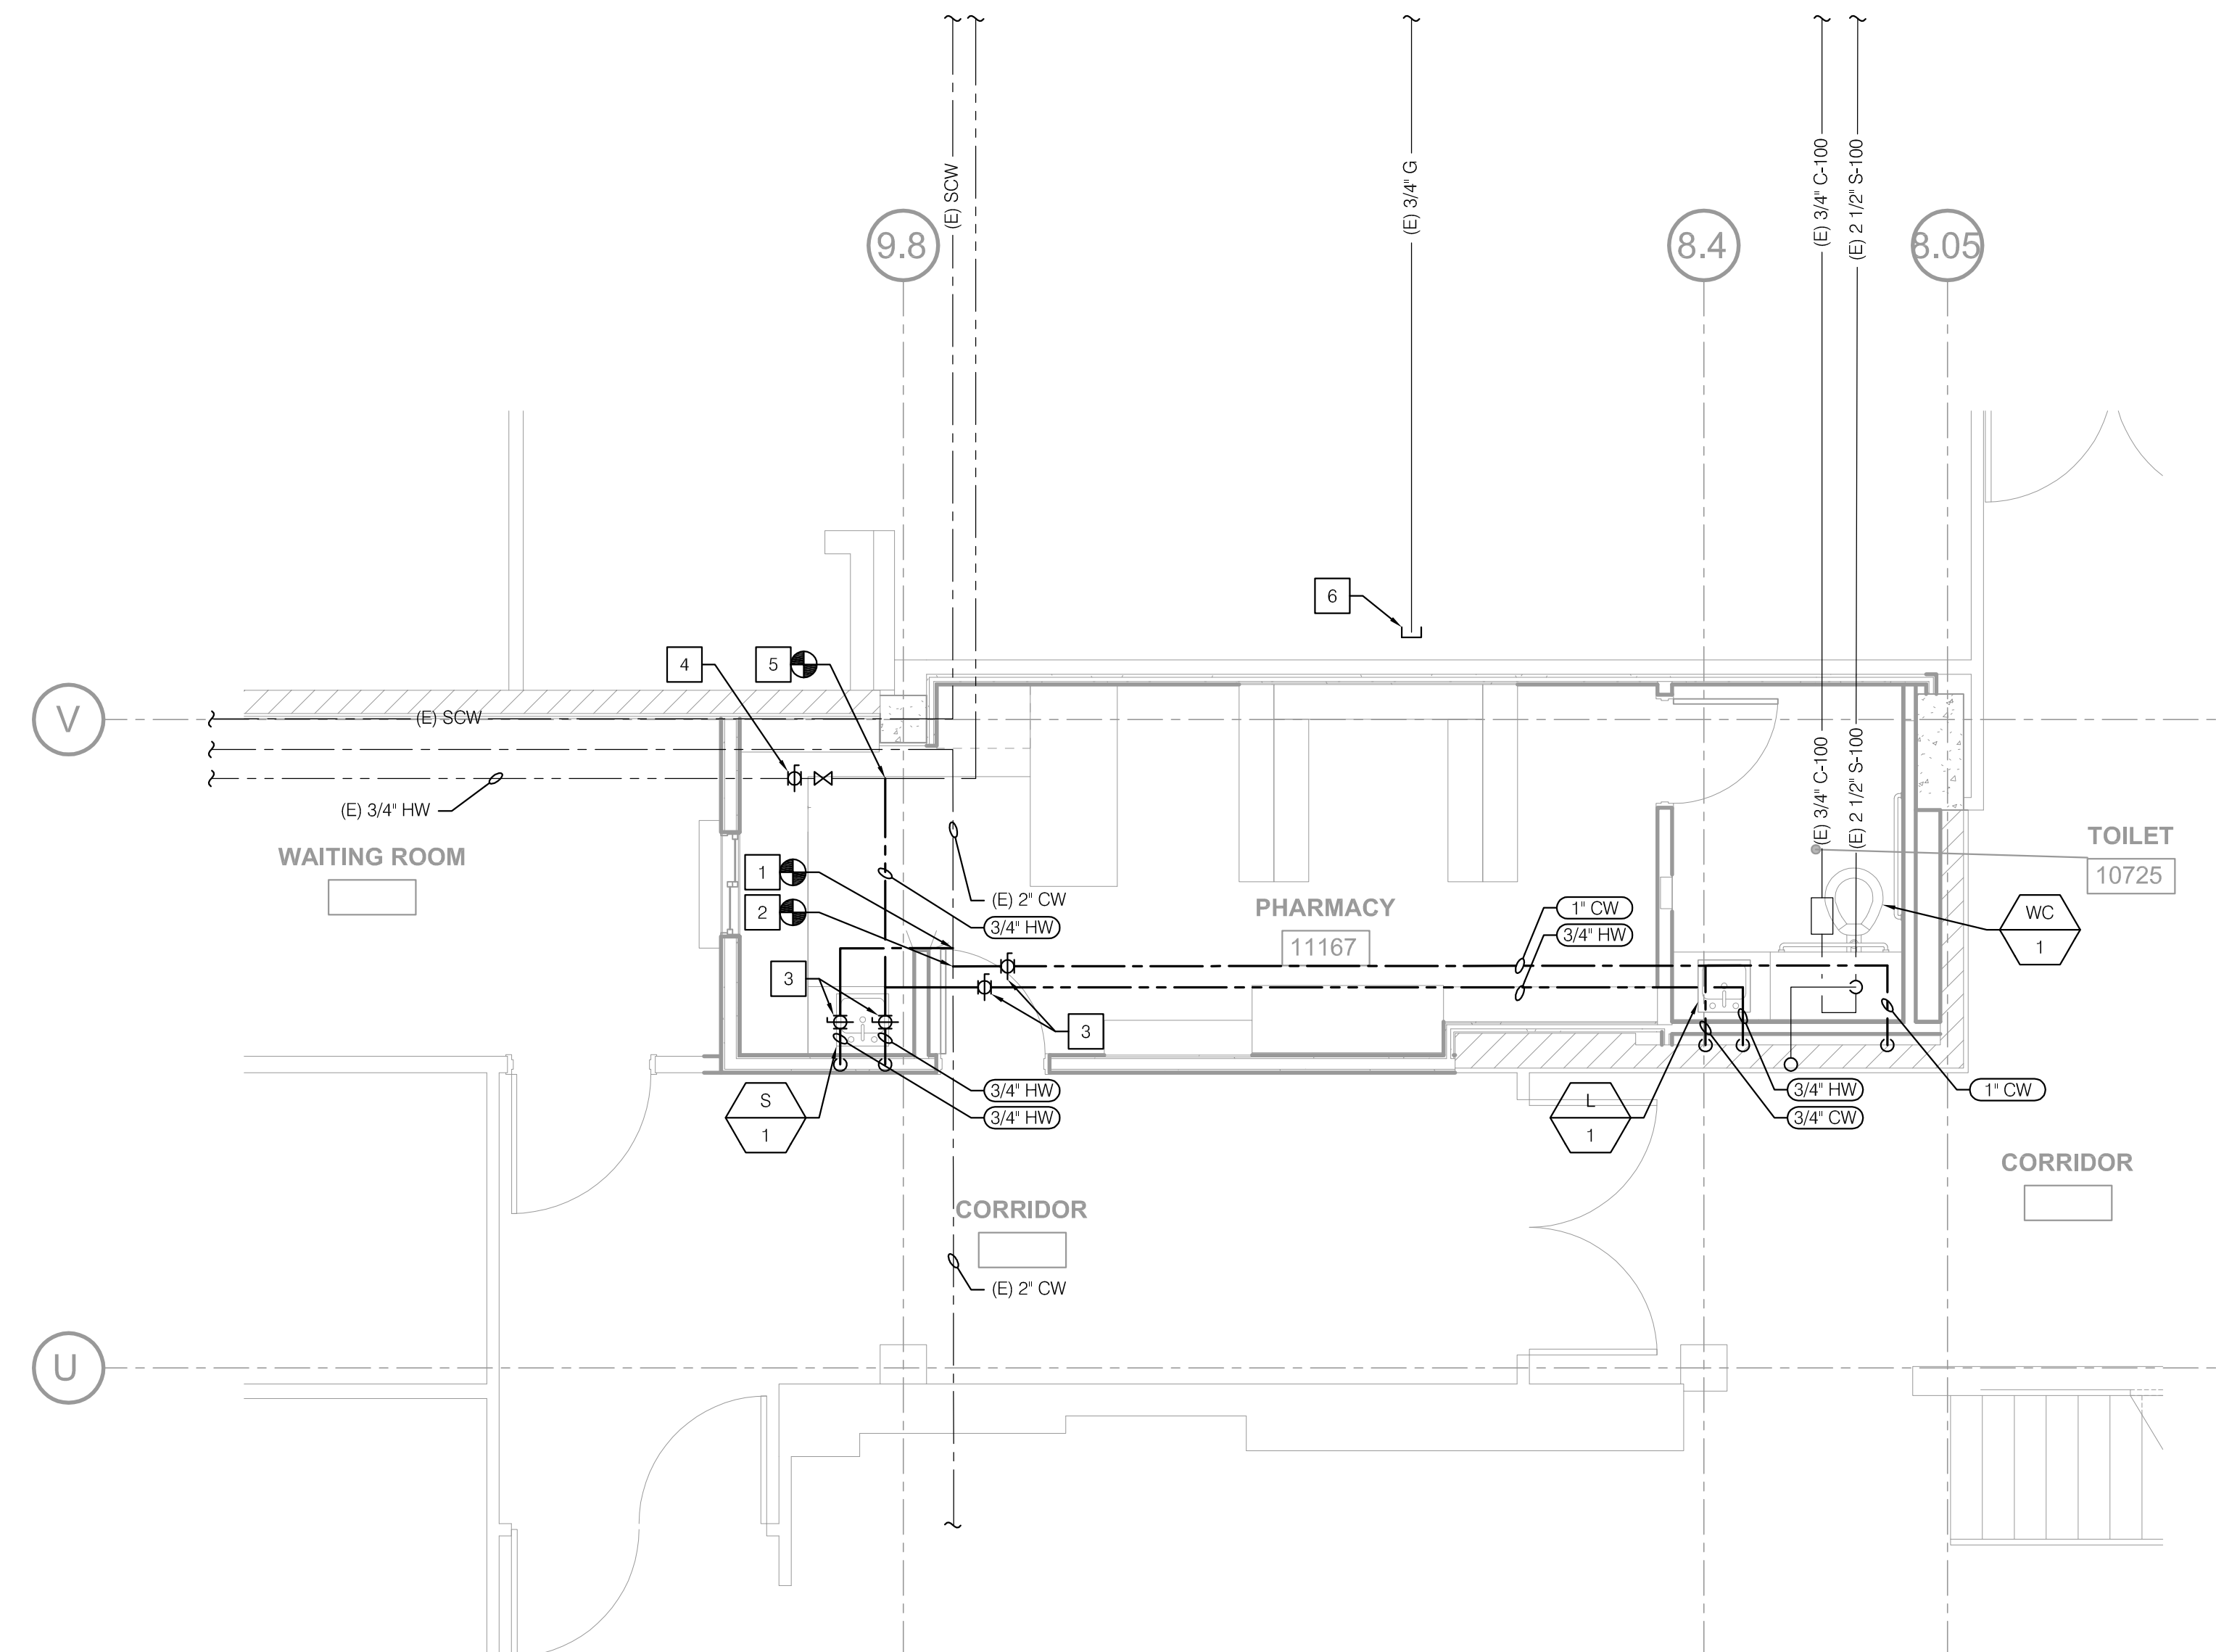 (E) SCW
(E) 3/4" G
(E) 3/4" C-100
(E) 2 1/2" S-100
9.8
8.4
8.05
6
4
5
V
(E) SCW
(E) 3/4" HW
(E) 3/4" C-100
(E) 2 1/2" S-100
WAITING ROOM
TOILET
10725
1
2
(E) 2" CW
3/4" HW
PHARMACY
11167
1" CW
3/4" HW
WC
1
3
3
3/4" HW
3/4" HW
S
1
L
1
3/4" HW
3/4" CW
1" CW
CORRIDOR
CORRIDOR
(E) 2" CW
U